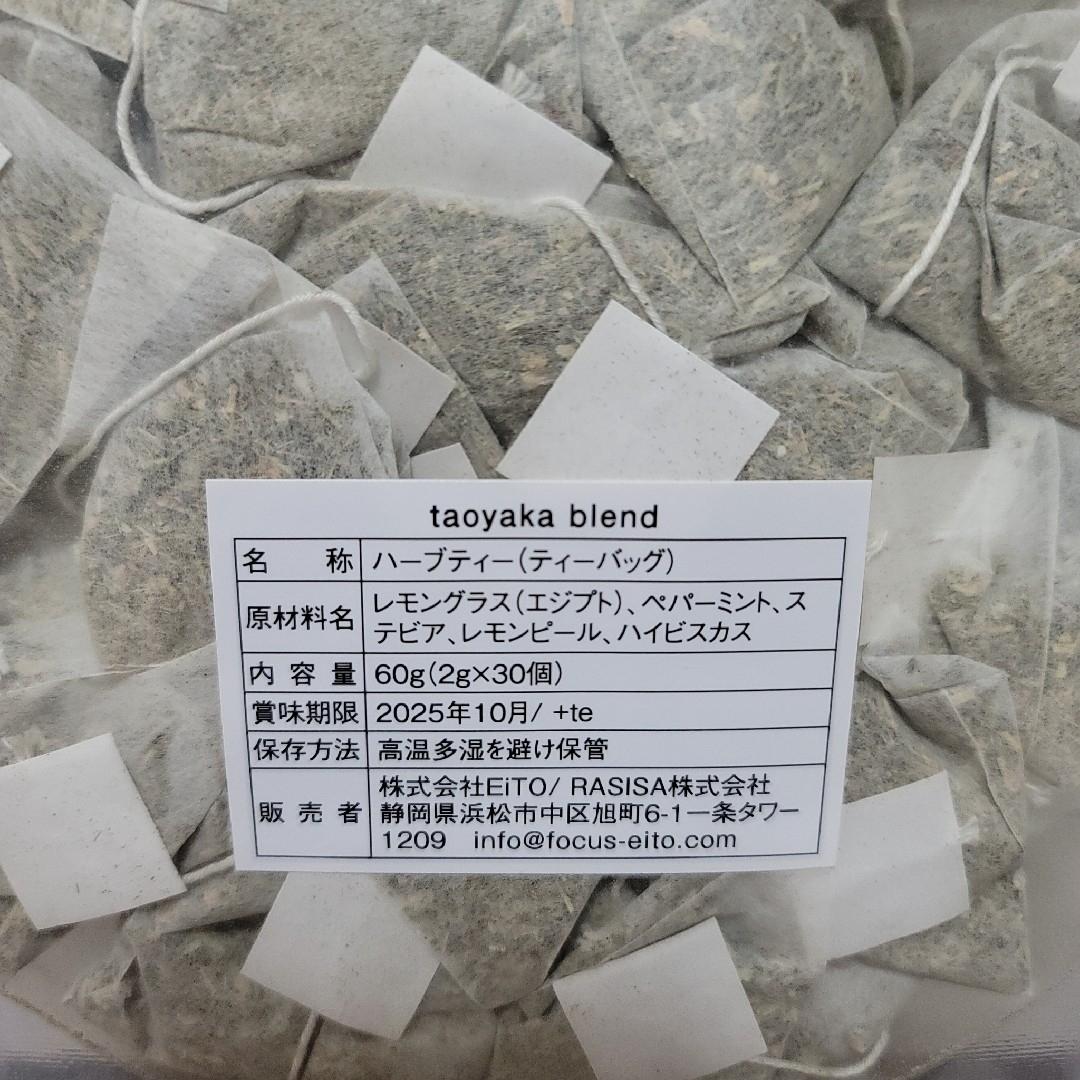 taoyaka blend
名　称 ハーブティー(ティーバッグ)
原材料名 レモングラス(エジプト)、ペパーミント、ス
テビア、レモンピール、ハイビスカス
内容量 60g(2g×30個)
賞味期限 2025年10月/ +te
保存方法 高温多湿を避け保管
販売者 株式会社EiTO/ RASISA株式会社
静岡県浜松市中区旭町6-1一条タワー
1209　info@focus-eito.com